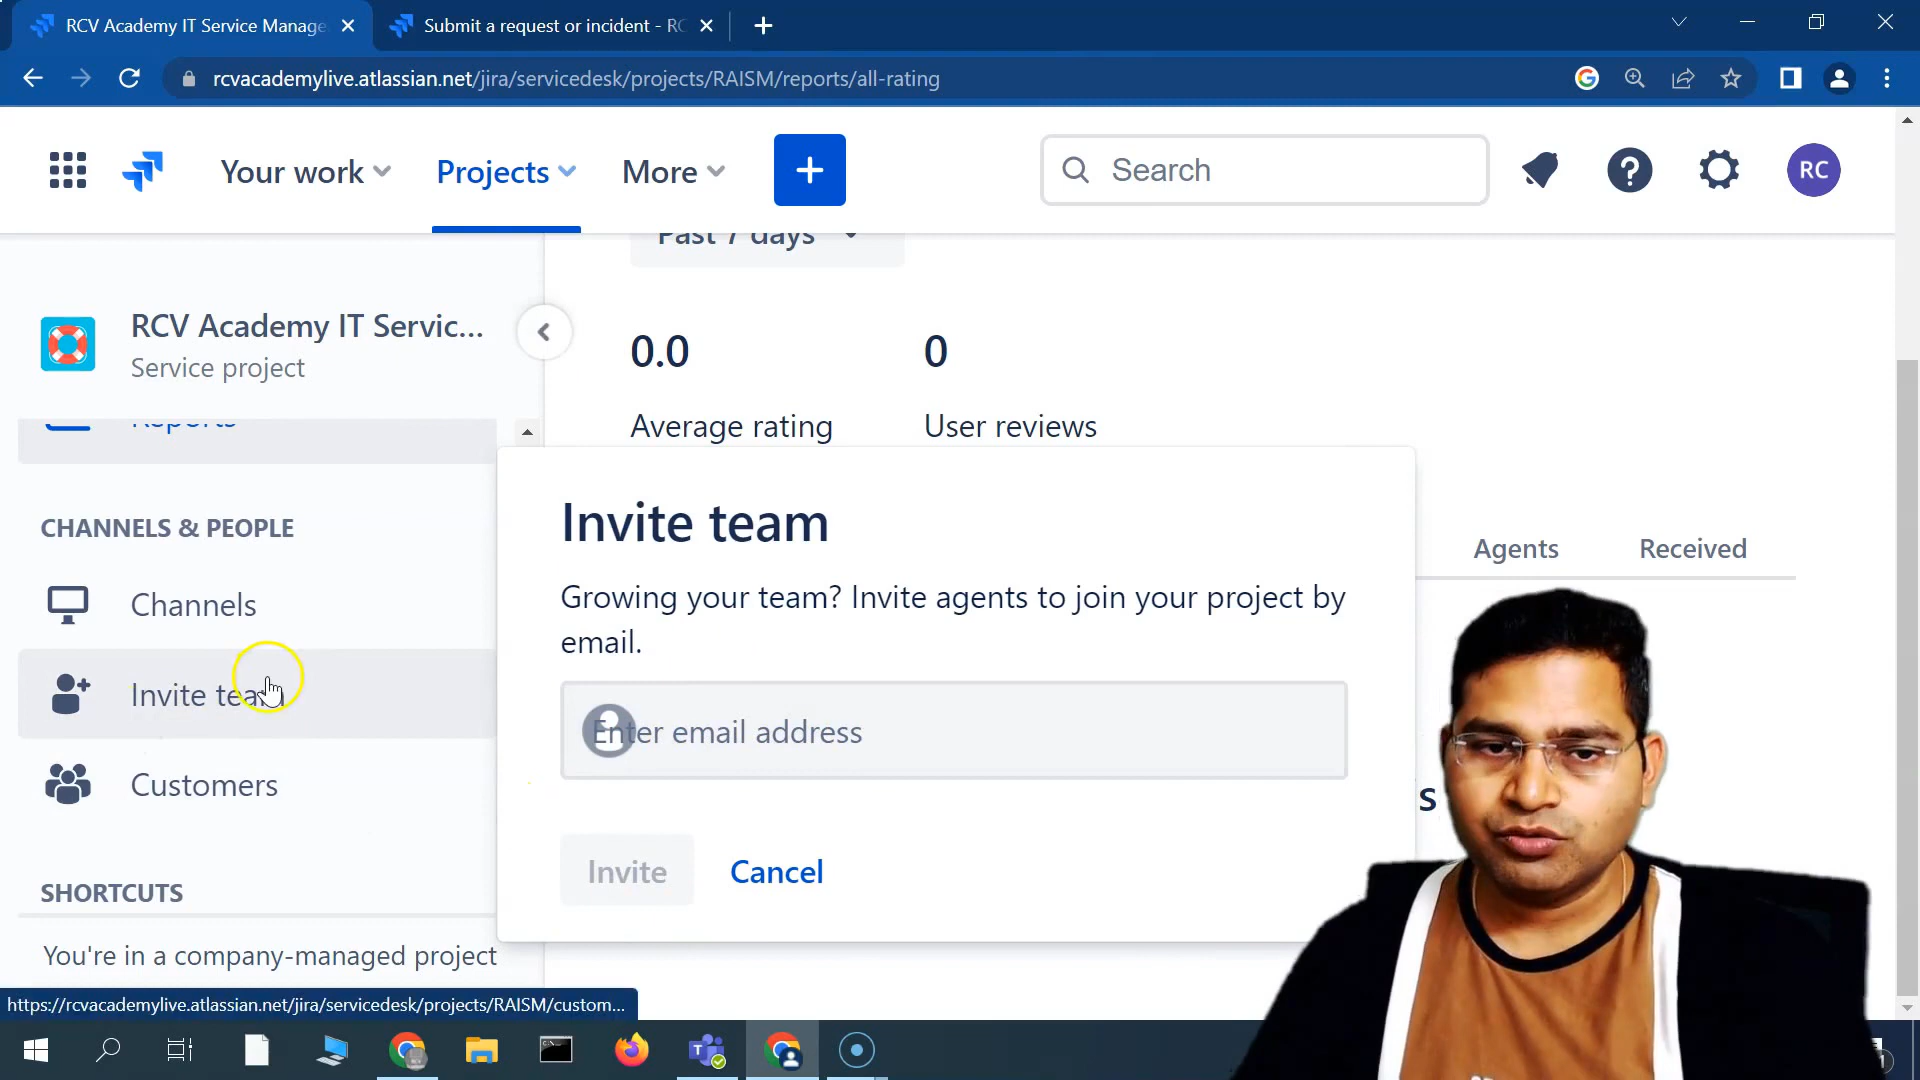 RCV Academy IT Service Manage
Submit a request or incident - RC
rcvacademylive.atlassian.net/jira/servicedesk/projects/RAISM/reports/all-rating
Your work
Projects
More
+
Search
RC
Past 7 days
RCV Academy IT Servic...
Service project
0.0
0
Reports
Average rating
User reviews
CHANNELS & PEOPLE
Invite team
Agents
Received
Growing your team? Invite agents to join your project by
email.
Channels
Invite team
Enter email address
Customers
s
Invite
Cancel
SHORTCUTS
You're in a company-managed project
https://rcvacademylive.atlassian.net/jira/servicedesk/projects/RAISM/custom...